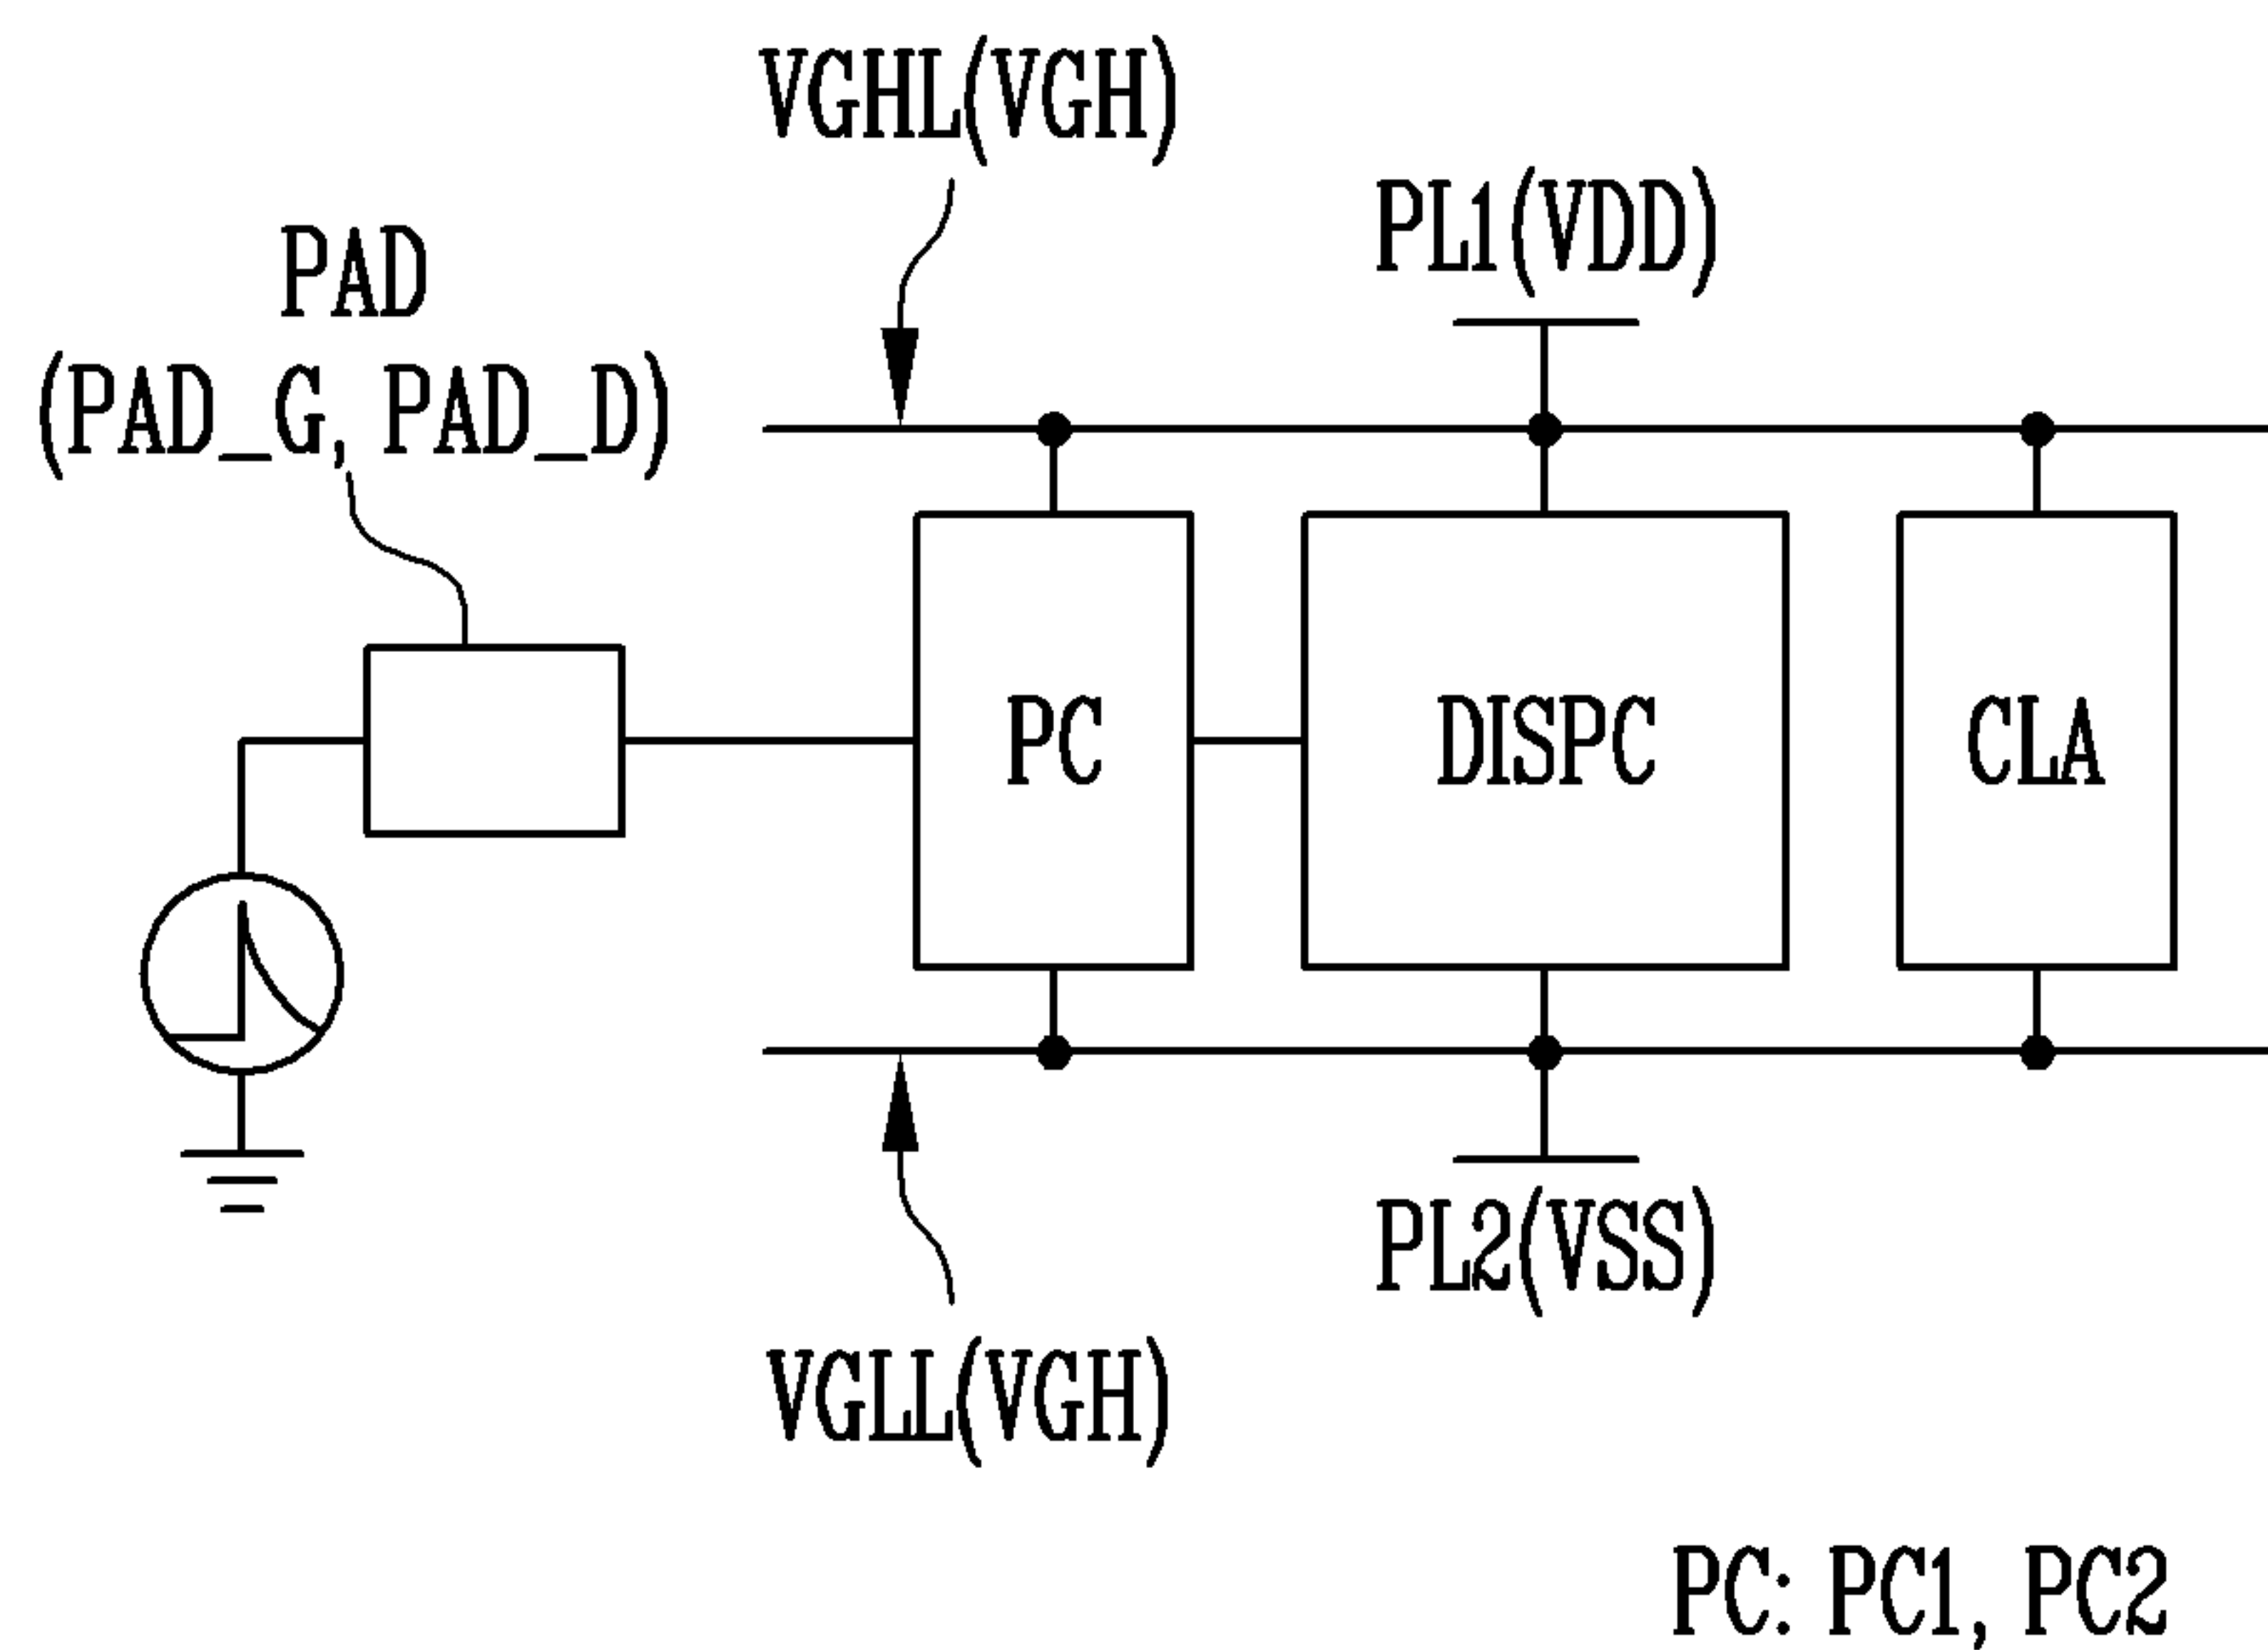 VGHL(VGH)
PL1(VDD)
PAD
(PAD_G, PAD_D)
PC
DISPC
CLA
PL2(VSS)
VGLL(VGH)
PC: PC1, PC2